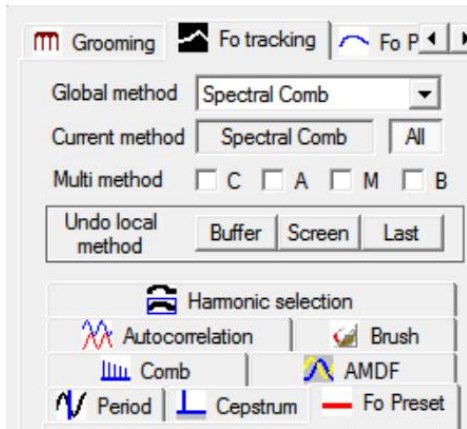 Grooming Fo tracking Fo P
Global method Spectral Comb
Current method Spectral Comb All
Multi method C A M B
Undo local method Buffer Screen Last
Harmonic selection
Autocorrelation Brush
Comb AMDF
Period Cepstrum Fo Preset